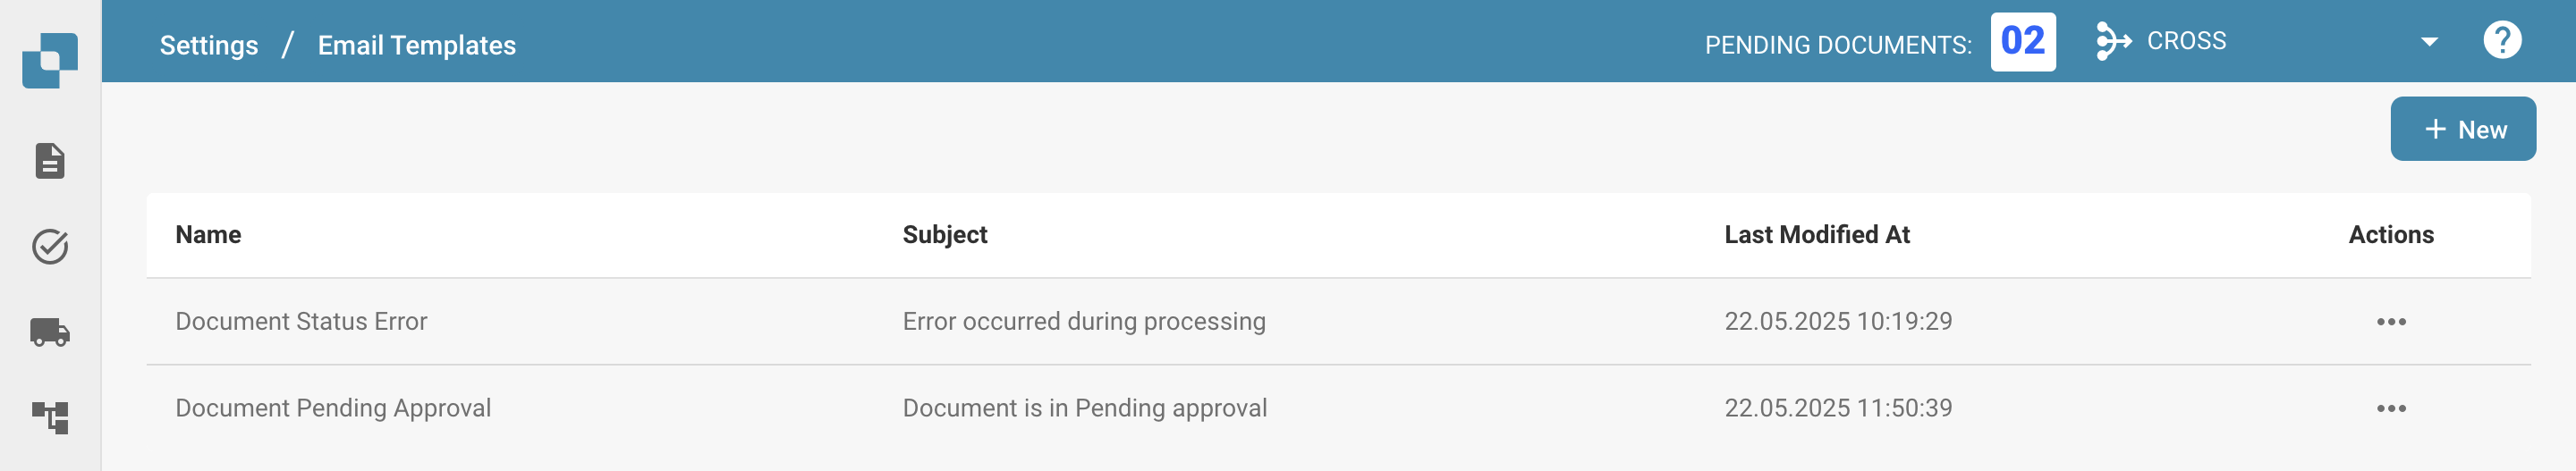 Settings / Email Templates PENDING DOCUMENTS: 02 CROSS ?
+ New
Name Subject Last Modified At Actions
Document Status Error Error occurred during processing 22.05.2025 10:19:29 •••
Document Pending Approval Document is in Pending approval 22.05.2025 11:50:39 •••